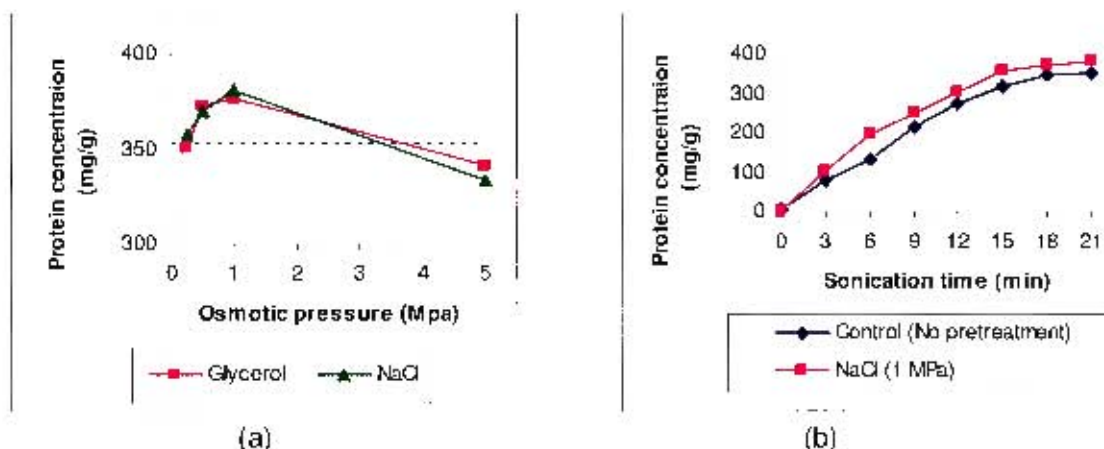 Protein concentraion
(mg/g)
400
350
300
0 1 2 3 4 5
Osmotic pressure (Mpa)
Glycerol NaCl
(a)
Protein concentraion
(mg/g)
400
300
200
100
0
0 3 6 9 12 15 18 21
Sonication time (min)
Control (No pretreatment)
NaCl (1 MPa)
(b)